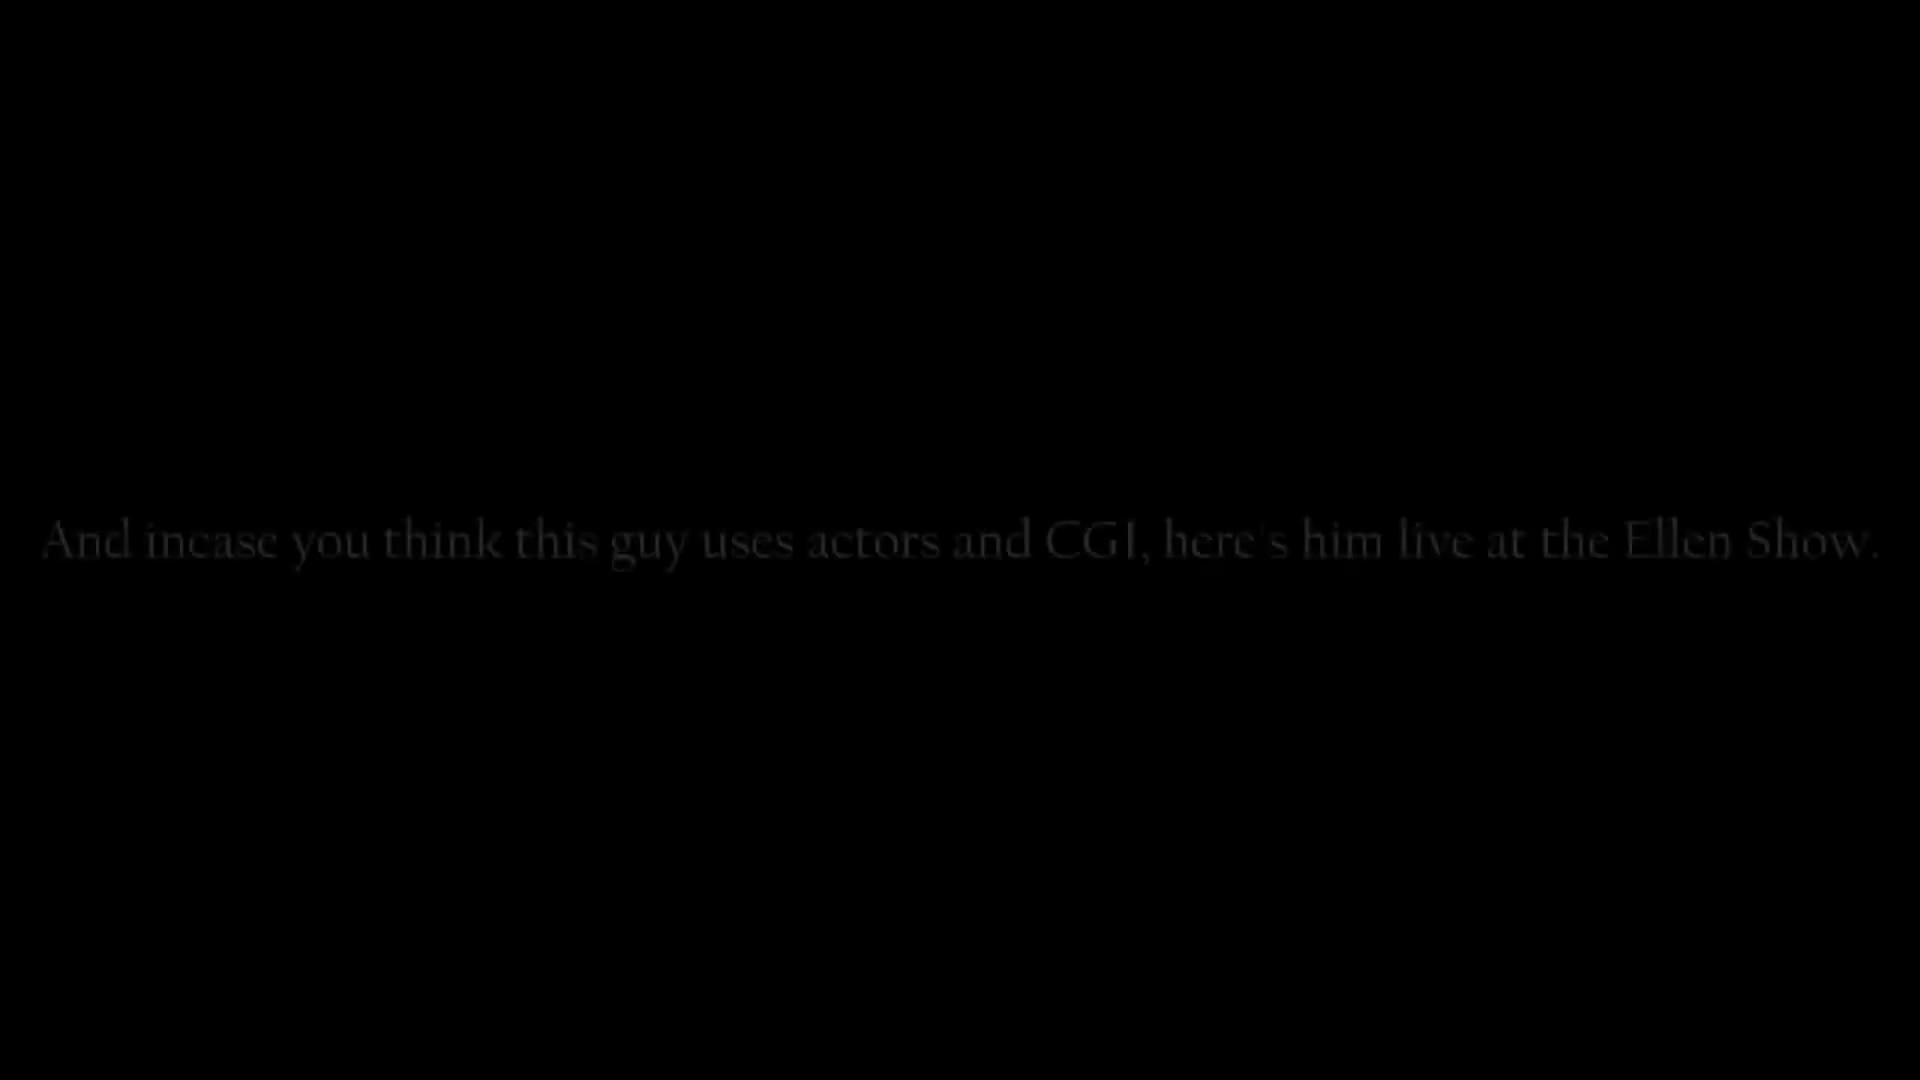 And incase you think this guy uses actors and CGI, here's him live at the Ellen Show.